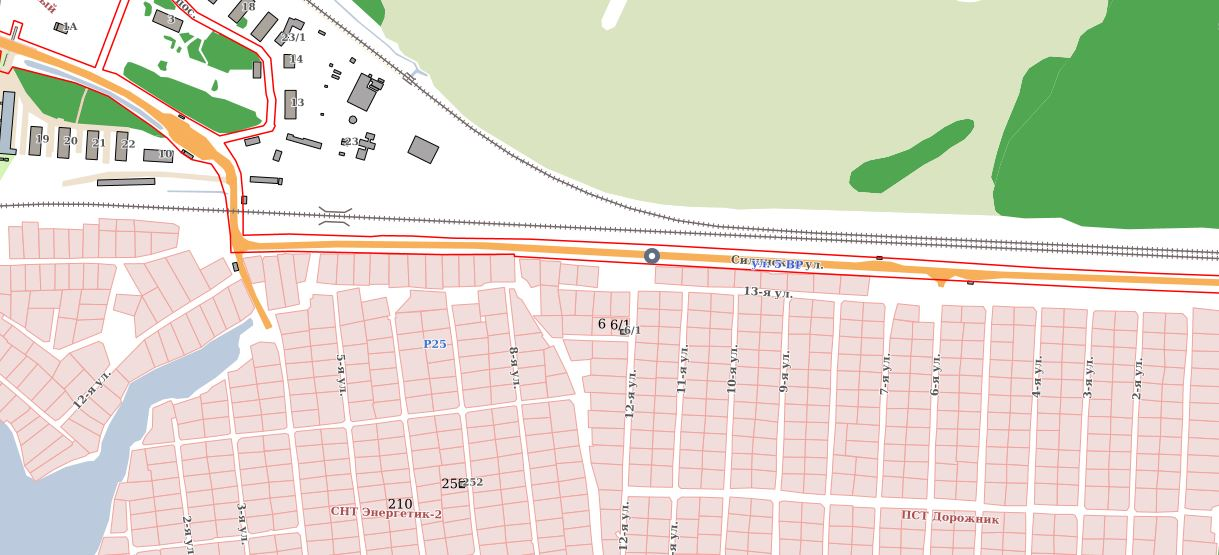 18
3
1А
23/1
14
13
23
19
20
21
22
10
ул. 5 ВР
13-я ул.
6 6/1
6/1
Р25
5-я ул.
8-я ул.
12-я ул.
11-я ул.
10-я ул.
9-я ул.
7-я ул.
6-я ул.
4-я ул.
3-я ул.
2-я ул.
12-я ул.
252
210
СНТ Энергетик-2
ПСТ Дорожник
2-я ул.
3-я ул.
12-я ул.